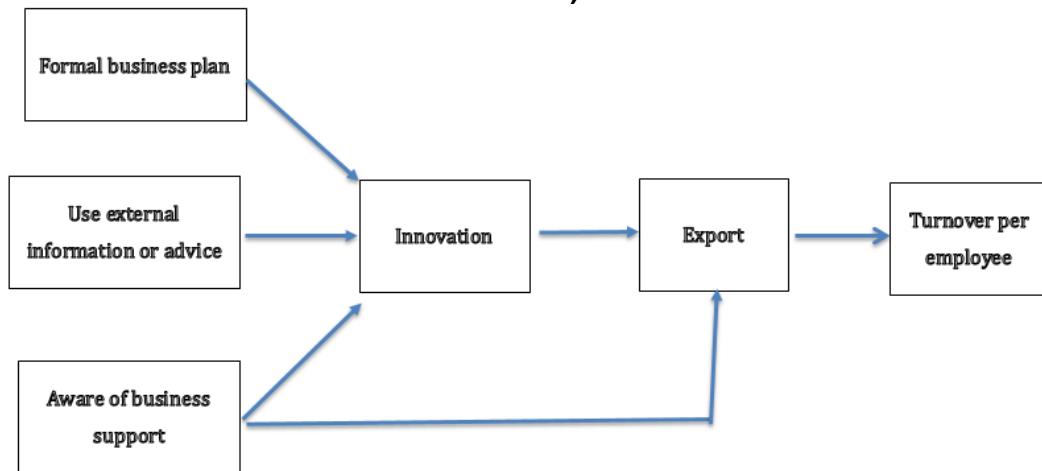 Formal business plan
Use external
information or advice
Innovation
Export
Turnover per
employee
Aware of business
support